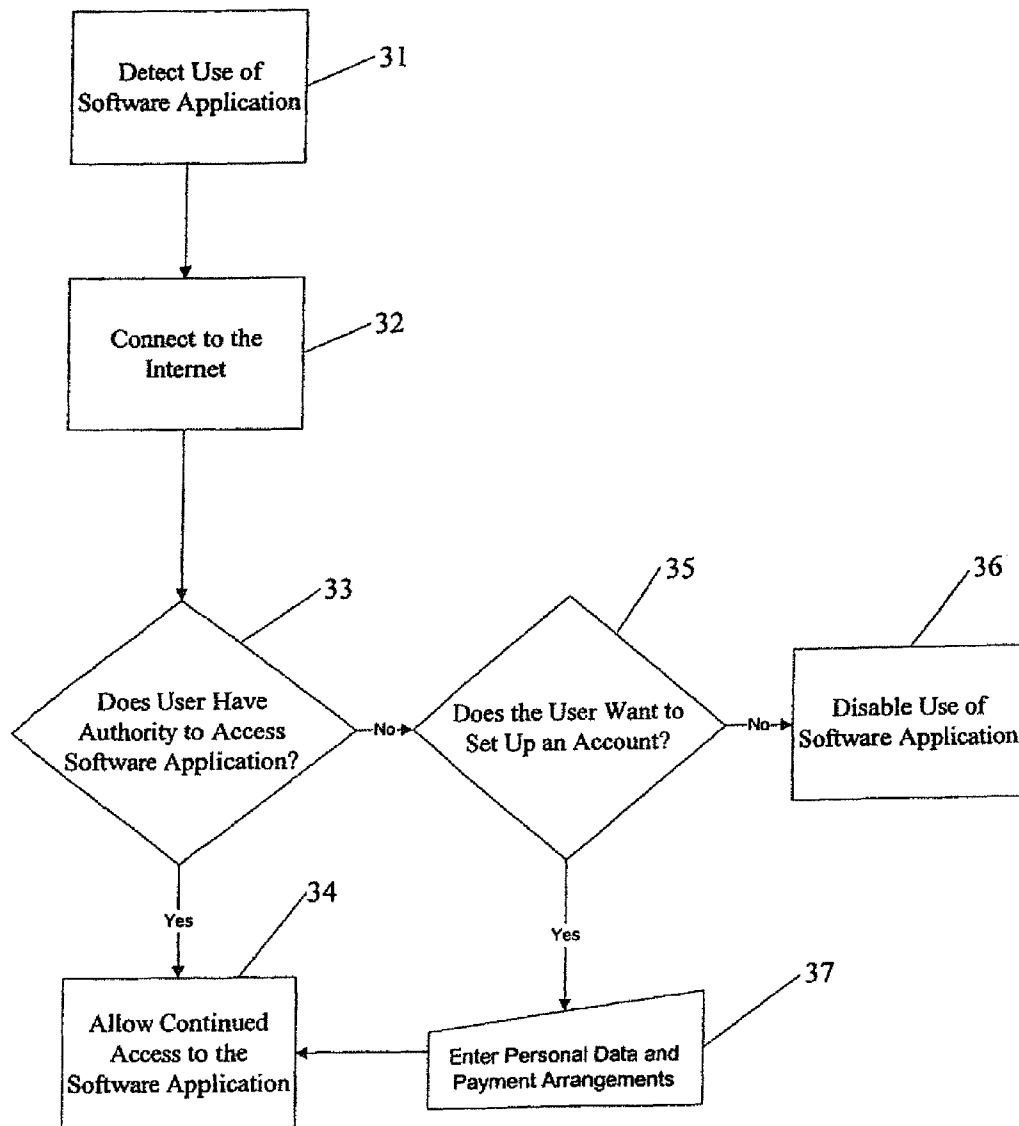 Detect Use of
Software Application
31
Connect to the
Internet
32
33
Does User Have
Authority to Access
Software Application?
No
35
Does the User Want to
Set Up an Account?
No
36
Disable Use of
Software Application
Yes
34
Allow Continued
Access to the
Software Application
Yes
37
Enter Personal Data and
Payment Arrangements